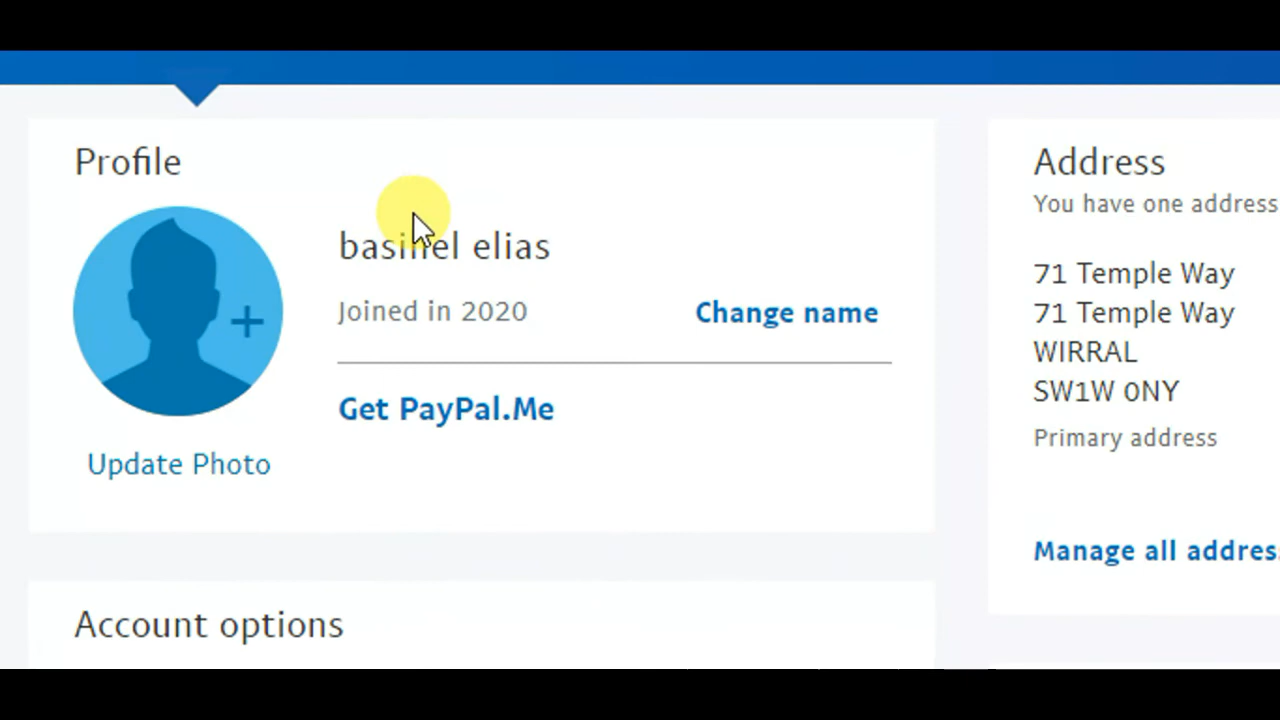 Profile
elias
Joined in 2020
Change name
Get PayPal.Me
Update Photo
Account options
Address
You have one address
71 Temple Way
71 Temple Way
WIRRAL
SW1W 0NY
Primary address
Manage all